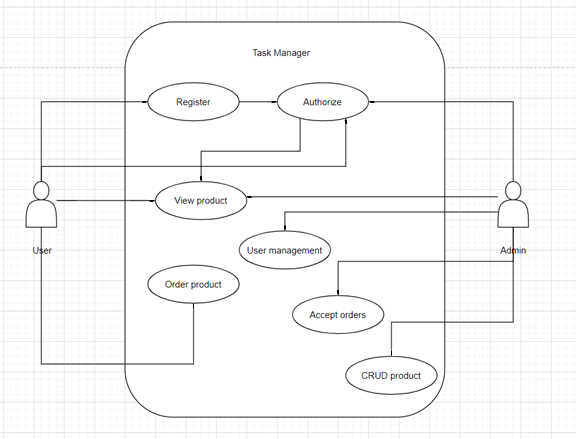 Task Manager
Register
Authorize
View product
User
User management
Admin
Order product
Accept orders
CRUD product